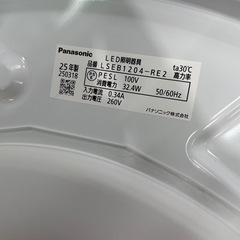 Panasonic
LED照明器具 ta30℃
品番 LSEB1204-RE2 高力率
25年製
250318
PESL 100V
消費電力 32.4W 50/60Hz
入力電流 0.34A
出力電圧 260V
パナソニック株式会社